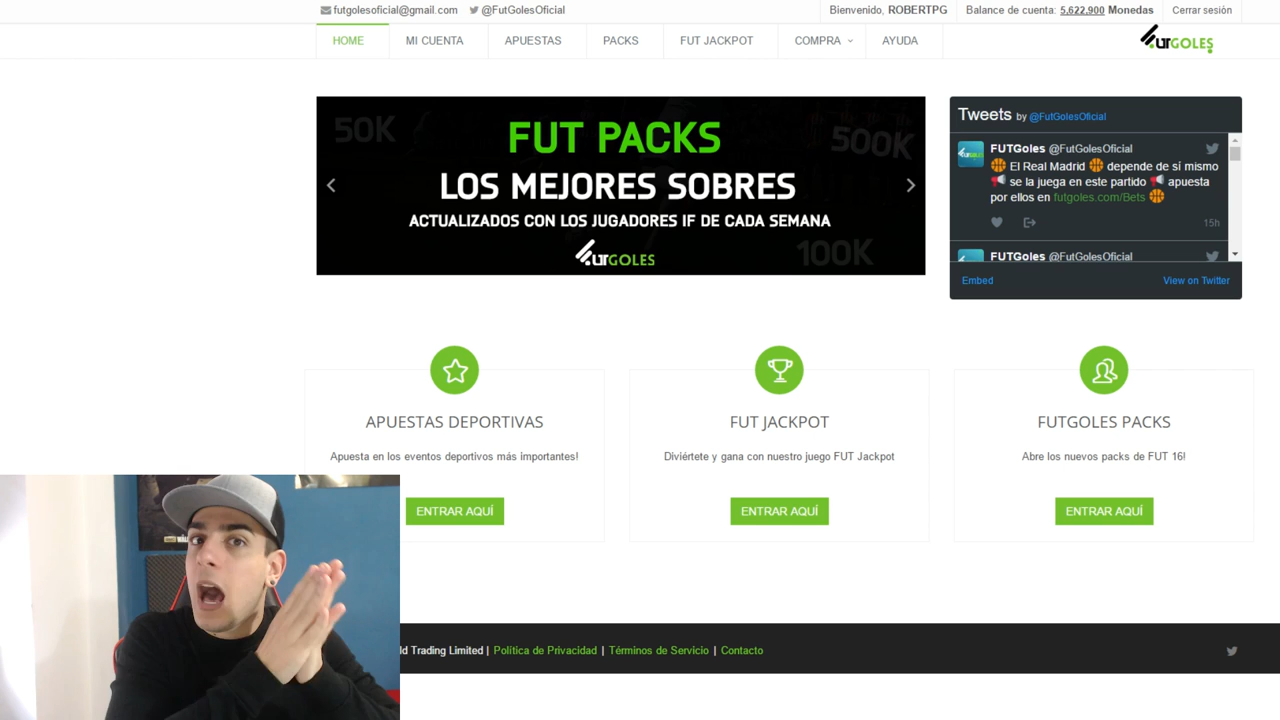 futgolesoficial@gmail.com @FutGolesOficial Bienvenido, ROBERTPG Balance de cuenta: 5,622,900 Monedas Cerrar sesión
HOME MI CUENTA APUESTAS PACKS FUT JACKPOT COMPRA AYUDA
FUTGOLES
50K
500K
FUT PACKS
LOS MEJORES SOBRES
ACTUALIZADOS CON LOS JUGADORES IF DE CADA SEMANA
FUTGOLES
100K
Tweets by @FutGolesOficial
FUTGoles @FutGolesOficial
🏀 El Real Madrid 🏀 depende de sí mismo
📢 se la juega en este partido 📢 apuesta
por ellos en futgoles.com/Bets 🏀
15h
FUTGoles @FutGolesOficial
Embed View on Twitter
APUESTAS DEPORTIVAS
Apuesta en los eventos deportivos más importantes!
ENTRAR AQUÍ
FUT JACKPOT
Diviértete y gana con nuestro juego FUT Jackpot
ENTRAR AQUÍ
FUTGOLES PACKS
Abre los nuevos packs de FUT 16!
ENTRAR AQUÍ
Trading Limited | Política de Privacidad | Términos de Servicio | Contacto